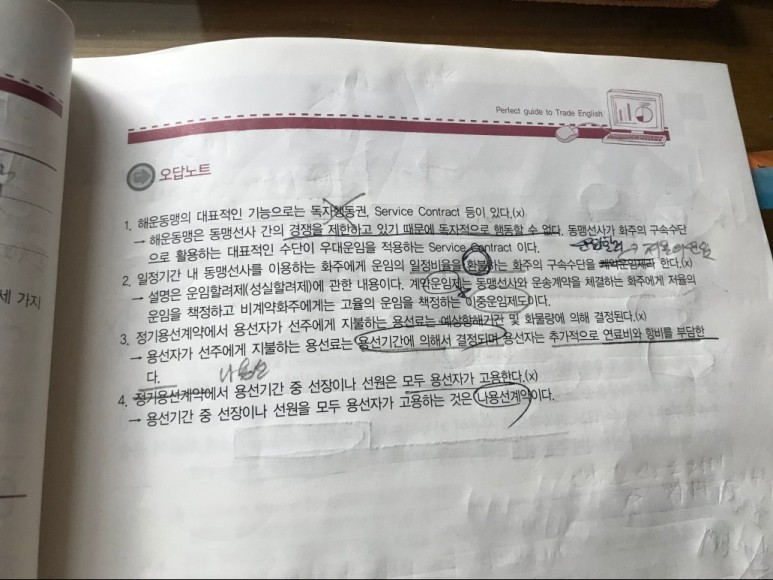 Perfect guide to Trade English
오답노트
1. 해운동맹의 대표적인 기능으로는 독자행동권, Service Contract 등이 있다.(x)
→ 해운동맹은 동맹선사 간의 경쟁을 제한하고 있기 때문에 독자적으로 행동할 수 없다. 동맹선사가 화주의 구속수단
으로 활용하는 대표적인 수단이 우대운임을 적용하는 Service Contract 이다.
2. 일정기간 내 동맹선사를 이용하는 화주에게 운임의 일정비율을 환불하는 화주의 구속수단을 계약운임제라 한다.(x)
→ 설명은 운임할려제(성실할려제)에 관한 내용이다. 계약운임제는 동맹선사와 운송계약을 체결하는 화주에게 저율의
세 가지
운임을 책정하고 비계약화주에게는 고율의 운임을 책정하는 이중운임제도이다.
3. 정기용선계약에서 용선자가 선주에게 지불하는 용선료는 예상항해기간 및 화물량에 의해 결정된다.(x)
→ 용선자가 선주에게 지불하는 용선료는 용선기간에 의해서 결정되며 용선자는 추가적으로 연료비와 항비를 부담한
다.
나용선
4. 정기용선계약에서 용선기간 중 선장이나 선원은 모두 용선자가 고용한다.(x)
→ 용선기간 중 선장이나 선원을 모두 용선자가 고용하는 것은 나용선계약이다.